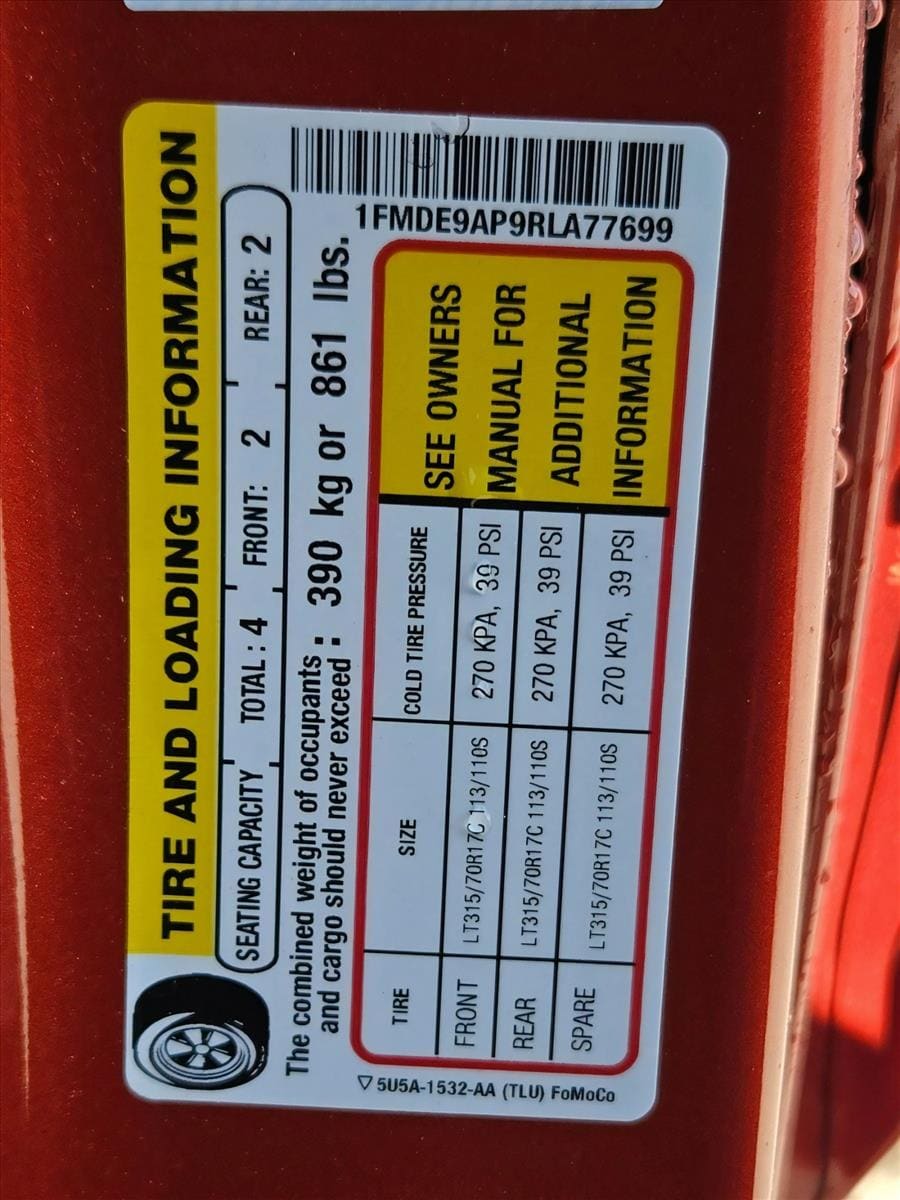 TIRE AND LOADING INFORMATION
SEATING CAPACITY TOTAL : 4 FRONT: 2 REAR: 2
The combined weight of occupants : 390 kg or 861 lbs.
and cargo should never exceed :
1FMDE9AP9RLA77699
TIRE SIZE COLD TIRE PRESSURE
FRONT LT315/70R17C 113/110S 270 KPA, 39 PSI
REAR LT315/70R17C 113/110S 270 KPA, 39 PSI
SPARE LT315/70R17C 113/110S 270 KPA, 39 PSI
SEE OWNERS
MANUAL FOR
ADDITIONAL
INFORMATION
5U5A-1532-AA (TLU) FoMoCo